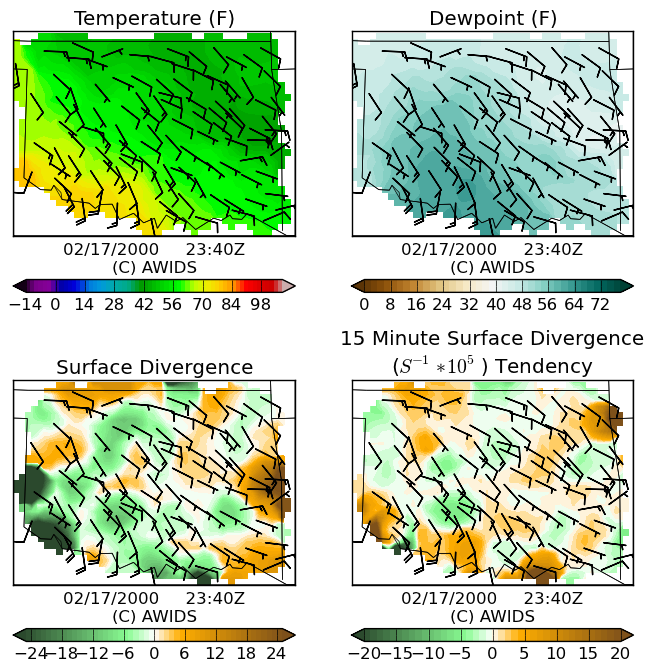 Temperature (F)
Dewpoint (F)
02/17/2000 23:40Z
(C) AWIDS
−14 0 14 28 42 56 70 84 98
02/17/2000 23:40Z
(C) AWIDS
0 8 16 24 32 40 48 56 64 72
Surface Divergence
15 Minute Surface Divergence
(S⁻¹ *10⁵ ) Tendency
02/17/2000 23:40Z
(C) AWIDS
−24 −18 −12 −6 0 6 12 18 24
02/17/2000 23:40Z
(C) AWIDS
−20 −15 −10 −5 0 5 10 15 20